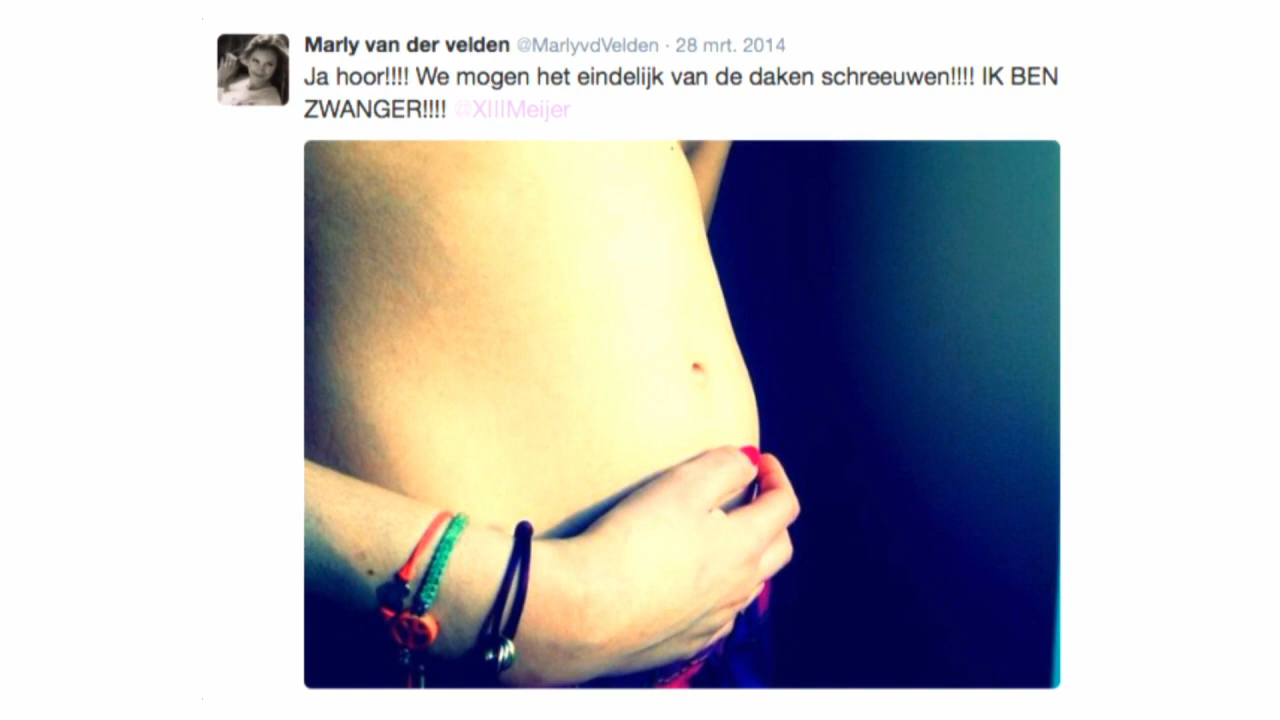 Marly van der velden @MarlyvdVelden · 28 mrt. 2014
Ja hoor!!!! We mogen het eindelijk van de daken schreeuwen!!!! IK BEN
ZWANGER!!!! @XIIIMeijer